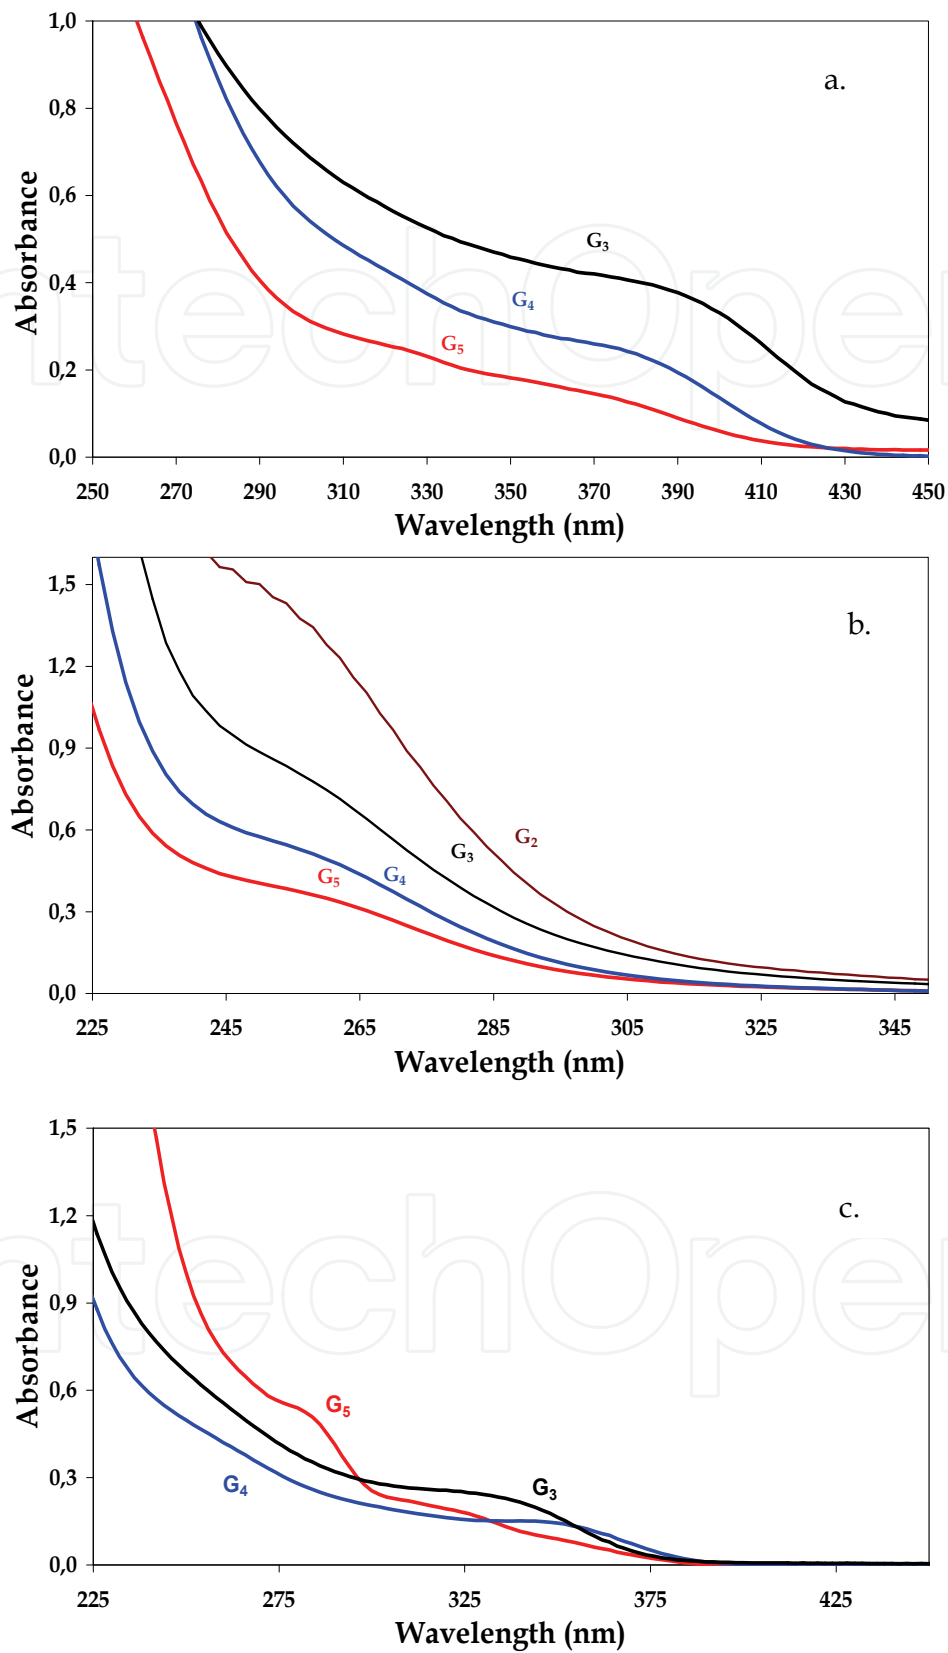 1,0
a.
0,8
0,6
G3
0,4
G4
G5
0,2
0,0
250 270 290 310 330 350 370 390 410 430 450
Absorbance
Wavelength (nm)
1,5
b.
1,2
0,9
G2
G3
0,6
G5
G4
0,3
0,0
225 245 265 285 305 325 345
Absorbance
Wavelength (nm)
1,5
c.
1,2
0,9
0,6
G5
G4
G3
0,3
0,0
225 275 325 375 425
Absorbance
Wavelength (nm)
ntechOpen
ntechOpen